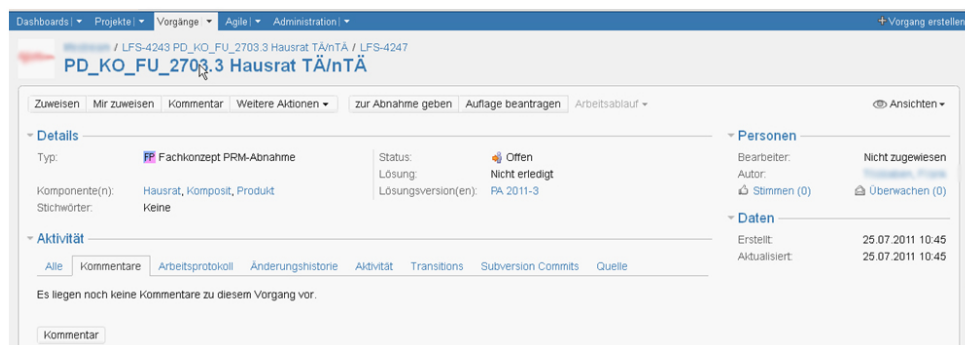 Dashboards Projekte Vorgänge Agile Administration + Vorgang erstellen
/ LFS-4243 PD_KO_FU_2703.3 Hausrat TÄ/nTÄ / LFS-4247
PD_KO_FU_2703.3 Hausrat TÄ/nTÄ
Zuweisen Mir zuweisen Kommentar Weitere Aktionen zur Abnahme geben Auflage beantragen Arbeitsablauf Ansichten
Details
Typ: FP Fachkonzept PRM-Abnahme
Komponente(n): Hausrat, Komposit, Produkt
Stichwörter: Keine
Status: Offen
Lösung: Nicht erledigt
Lösungsversion(en): PA 2011-3
Aktivität
Alle Kommentare Arbeitsprotokoll Änderungshistorie Aktivität Transitions Subversion Commits Quelle
Es liegen noch keine Kommentare zu diesem Vorgang vor.
Kommentar
Personen
Bearbeiter: Nicht zugewiesen
Autor:
Stimmen (0) Überwachen (0)
Daten
Erstellt: 25.07.2011 10:45
Aktualisiert: 25.07.2011 10:45